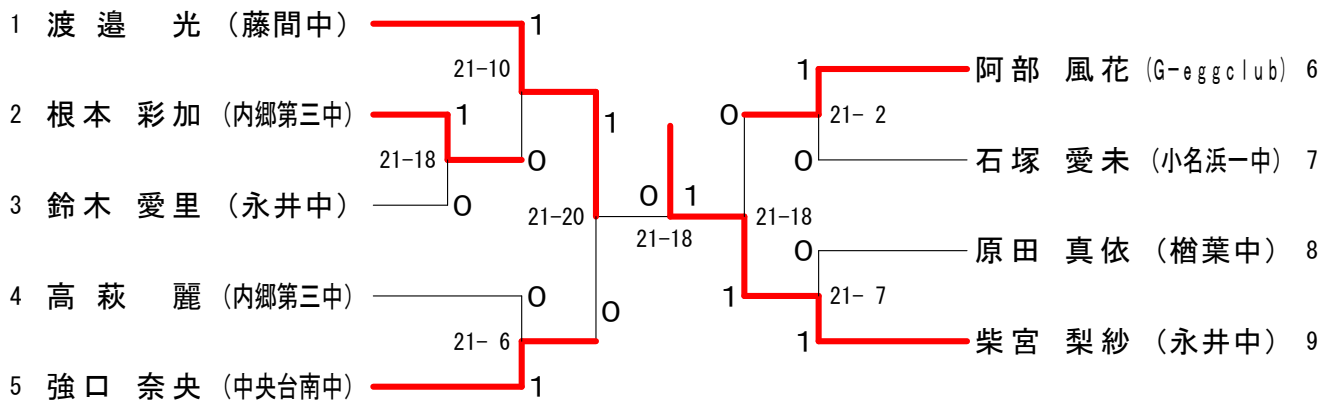 1 渡邉 光 (藤間中) 1
21-10
2 根本 彩加 (内郷第三中) 1
21-18 0
3 鈴木 愛里 (永井中) 0
1
21-20
4 高萩 麗 (内郷第三中) 0
0
21- 6
5 強口 奈央 (中央台南中) 1
0 1
21-18
1 阿部 風花 (G-eggclub) 6
0 21- 2
0 石塚 愛未 (小名浜一中) 7
21-18
0 原田 真依 (楢葉中) 8
1 21- 7
1 柴宮 梨紗 (永井中) 9